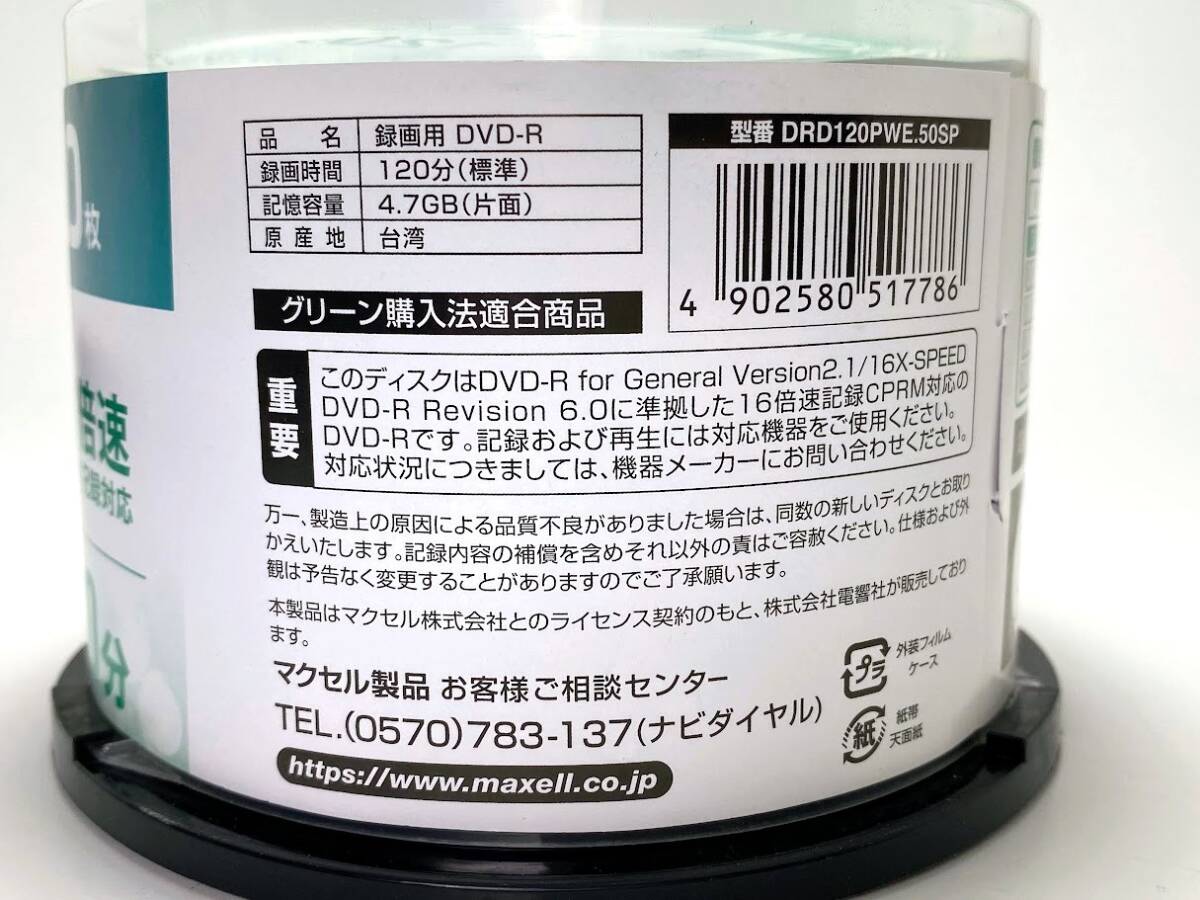 枚
倍速
対応
分
品名 録画用 DVD-R
録画時間 120分(標準)
記憶容量 4.7GB(片面)
原産地 台湾
型番 DRD120PWE.50SP
4 902580 517786
グリーン購入法適合商品
重要
このディスクはDVD-R for General Version2.1/16X-SPEED
DVD-R Revision 6.0に準拠した16倍速記録CPRM対応の
DVD-Rです。記録および再生には対応機器をご使用ください。
対応状況につきましては、機器メーカーにお問い合わせください。
万一、製造上の原因による品質不良がありました場合は、同数の新しいディスクとお取り
かえいたします。記録内容の補償を含めそれ以外の責はご容赦ください。仕様および外
観は予告なく変更することがありますのでご了承願います。
本製品はマクセル株式会社とのライセンス契約のもと、株式会社電響社が販売しており
ます。
マクセル製品 お客様ご相談センター
TEL.(0570)783-137(ナビダイヤル)
https://www.maxell.co.jp
プラ
外装フィルム
ケース
紙
紙帯
天面紙